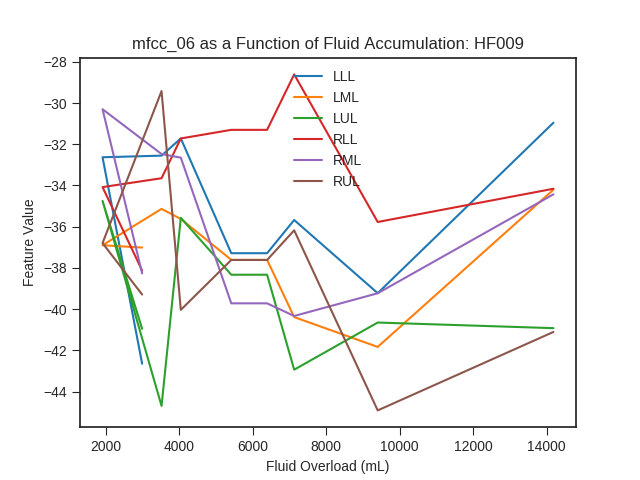 mfcc_06 as a Function of Fluid Accumulation: HF009
Feature Value
−28
−30
−32
−34
−36
−38
−40
−42
−44
LLL
LML
LUL
RLL
RML
RUL
2000 4000 6000 8000 10000 12000 14000
Fluid Overload (mL)